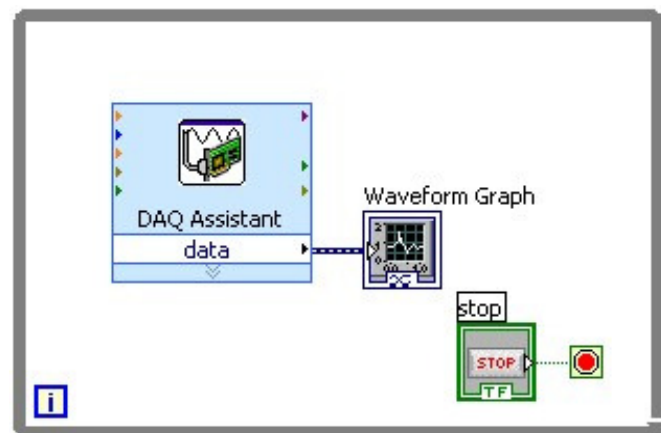 DAQ Assistant
data
Waveform Graph
stop
STOP
TF
i